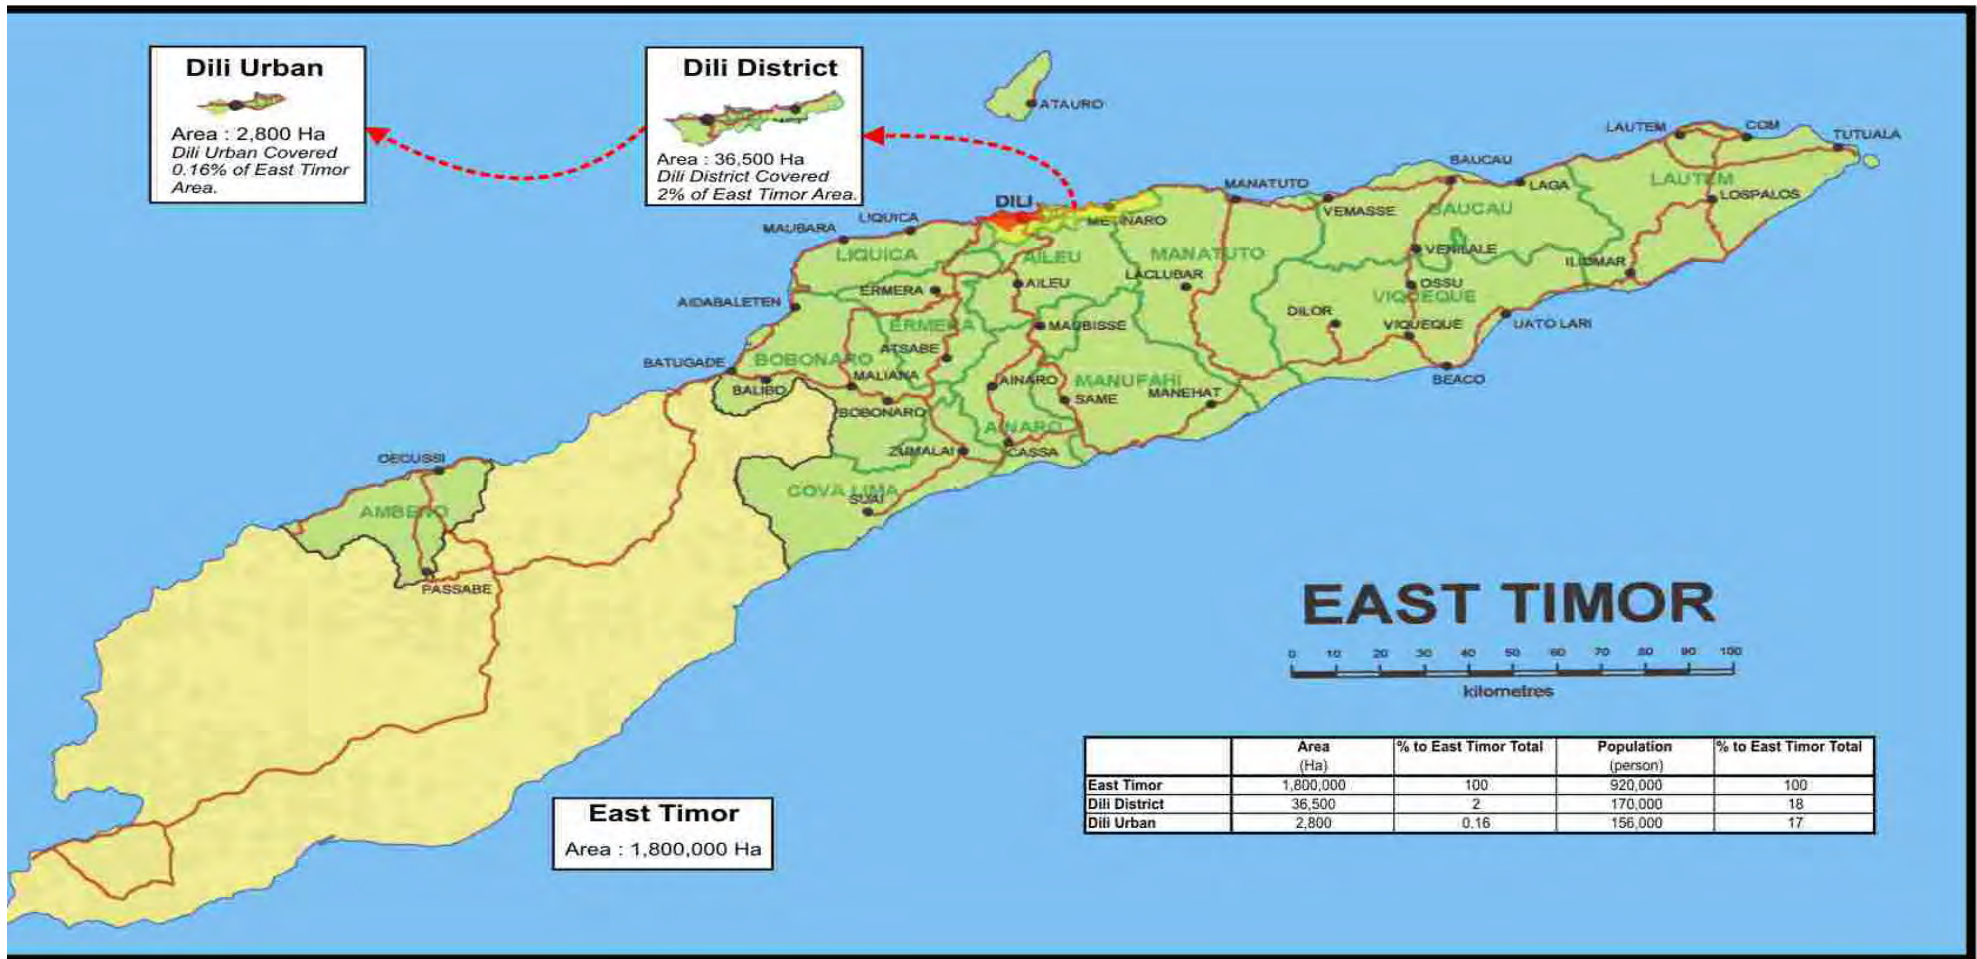 Dili Urban
Area : 2,800 Ha
Dili Urban Covered
0.16% of East Timor
Area.
Dili District
Area : 36,500 Ha
Dili District Covered
2% of East Timor Area.
ATAURO
LAUTEM
COM
TUTUALA
BAUCAU
LAGA
LAUTEM
LOSPALOS
MANATUTO
VEMASSE
BAUCAU
DILI
METINARO
LIQUICA
MAUBARA
LIQUICA
AILEU
MANATUTO
VENILALE
ILIOMAR
LACLUBAR
AIDABALETEN
ERMERA
AILEU
OSSU
VIQUEQUE
DILOR
VIQUEQUE
UATO LARI
ERMERA
MAUBISSE
ATSABE
BATUGADE
BOBONARO
MALIANA
BALIBO
AINARO
MANUFAHI
MANEHAT
BEACO
SAME
BOBONARO
AINARO
ZUMALAI
CASSA
OECUSSI
COVA LIMA
SUAI
AMBENO
PASSABE
EAST TIMOR
0 10 20 30 40 50 60 70 80 90 100
kilometres
East Timor
Area : 1,800,000 Ha
Area % to East Timor Total Population % to East Timor Total
(Ha) (person)
East Timor 1,800,000 100 920,000 100
Dili District 36,500 2 170,000 18
Dili Urban 2,800 0.16 156,000 17